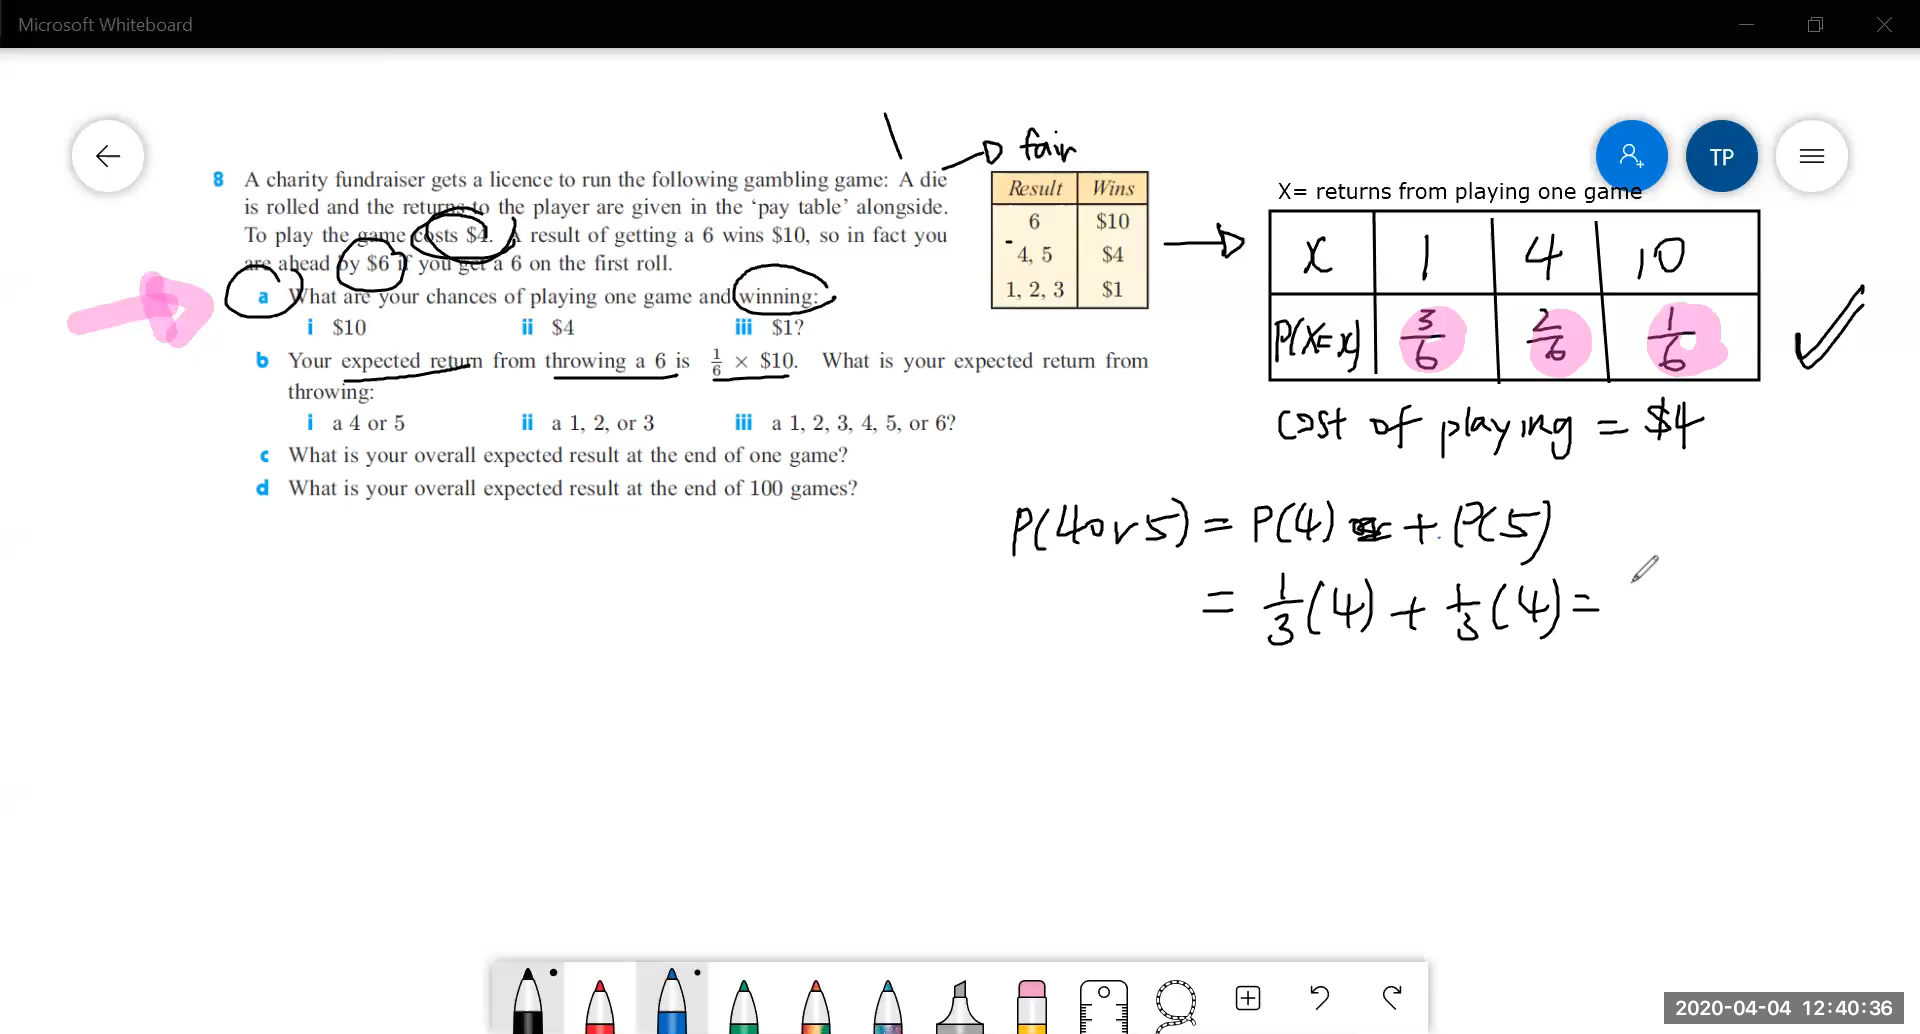 Microsoft Whiteboard
fair
TP
8 A charity fundraiser gets a licence to run the following gambling game: A die
is rolled and the returns to the player are given in the ‘pay table’ alongside.
To play the game costs $4. A result of getting a 6 wins $10, so in fact you
are ahead by $6 if you get a 6 on the first roll.
a What are your chances of playing one game and winning:
i $10 ii $4 iii $1?
b Your expected return from throwing a 6 is 1/6 × $10. What is your expected return from
throwing:
i a 4 or 5 ii a 1, 2, or 3 iii a 1, 2, 3, 4, 5, or 6?
c What is your overall expected result at the end of one game?
d What is your overall expected result at the end of 100 games?
Result Wins
6 $10
4, 5 $4
1, 2, 3 $1
X= returns from playing one game
x 1 4 10
P(X=x) 3/6 2/6 1/6
cost of playing = $4
P(4 or 5) = P(4) + P(5)
= 1/3 (4) + 1/3 (4) =
2020-04-04 12:40:36